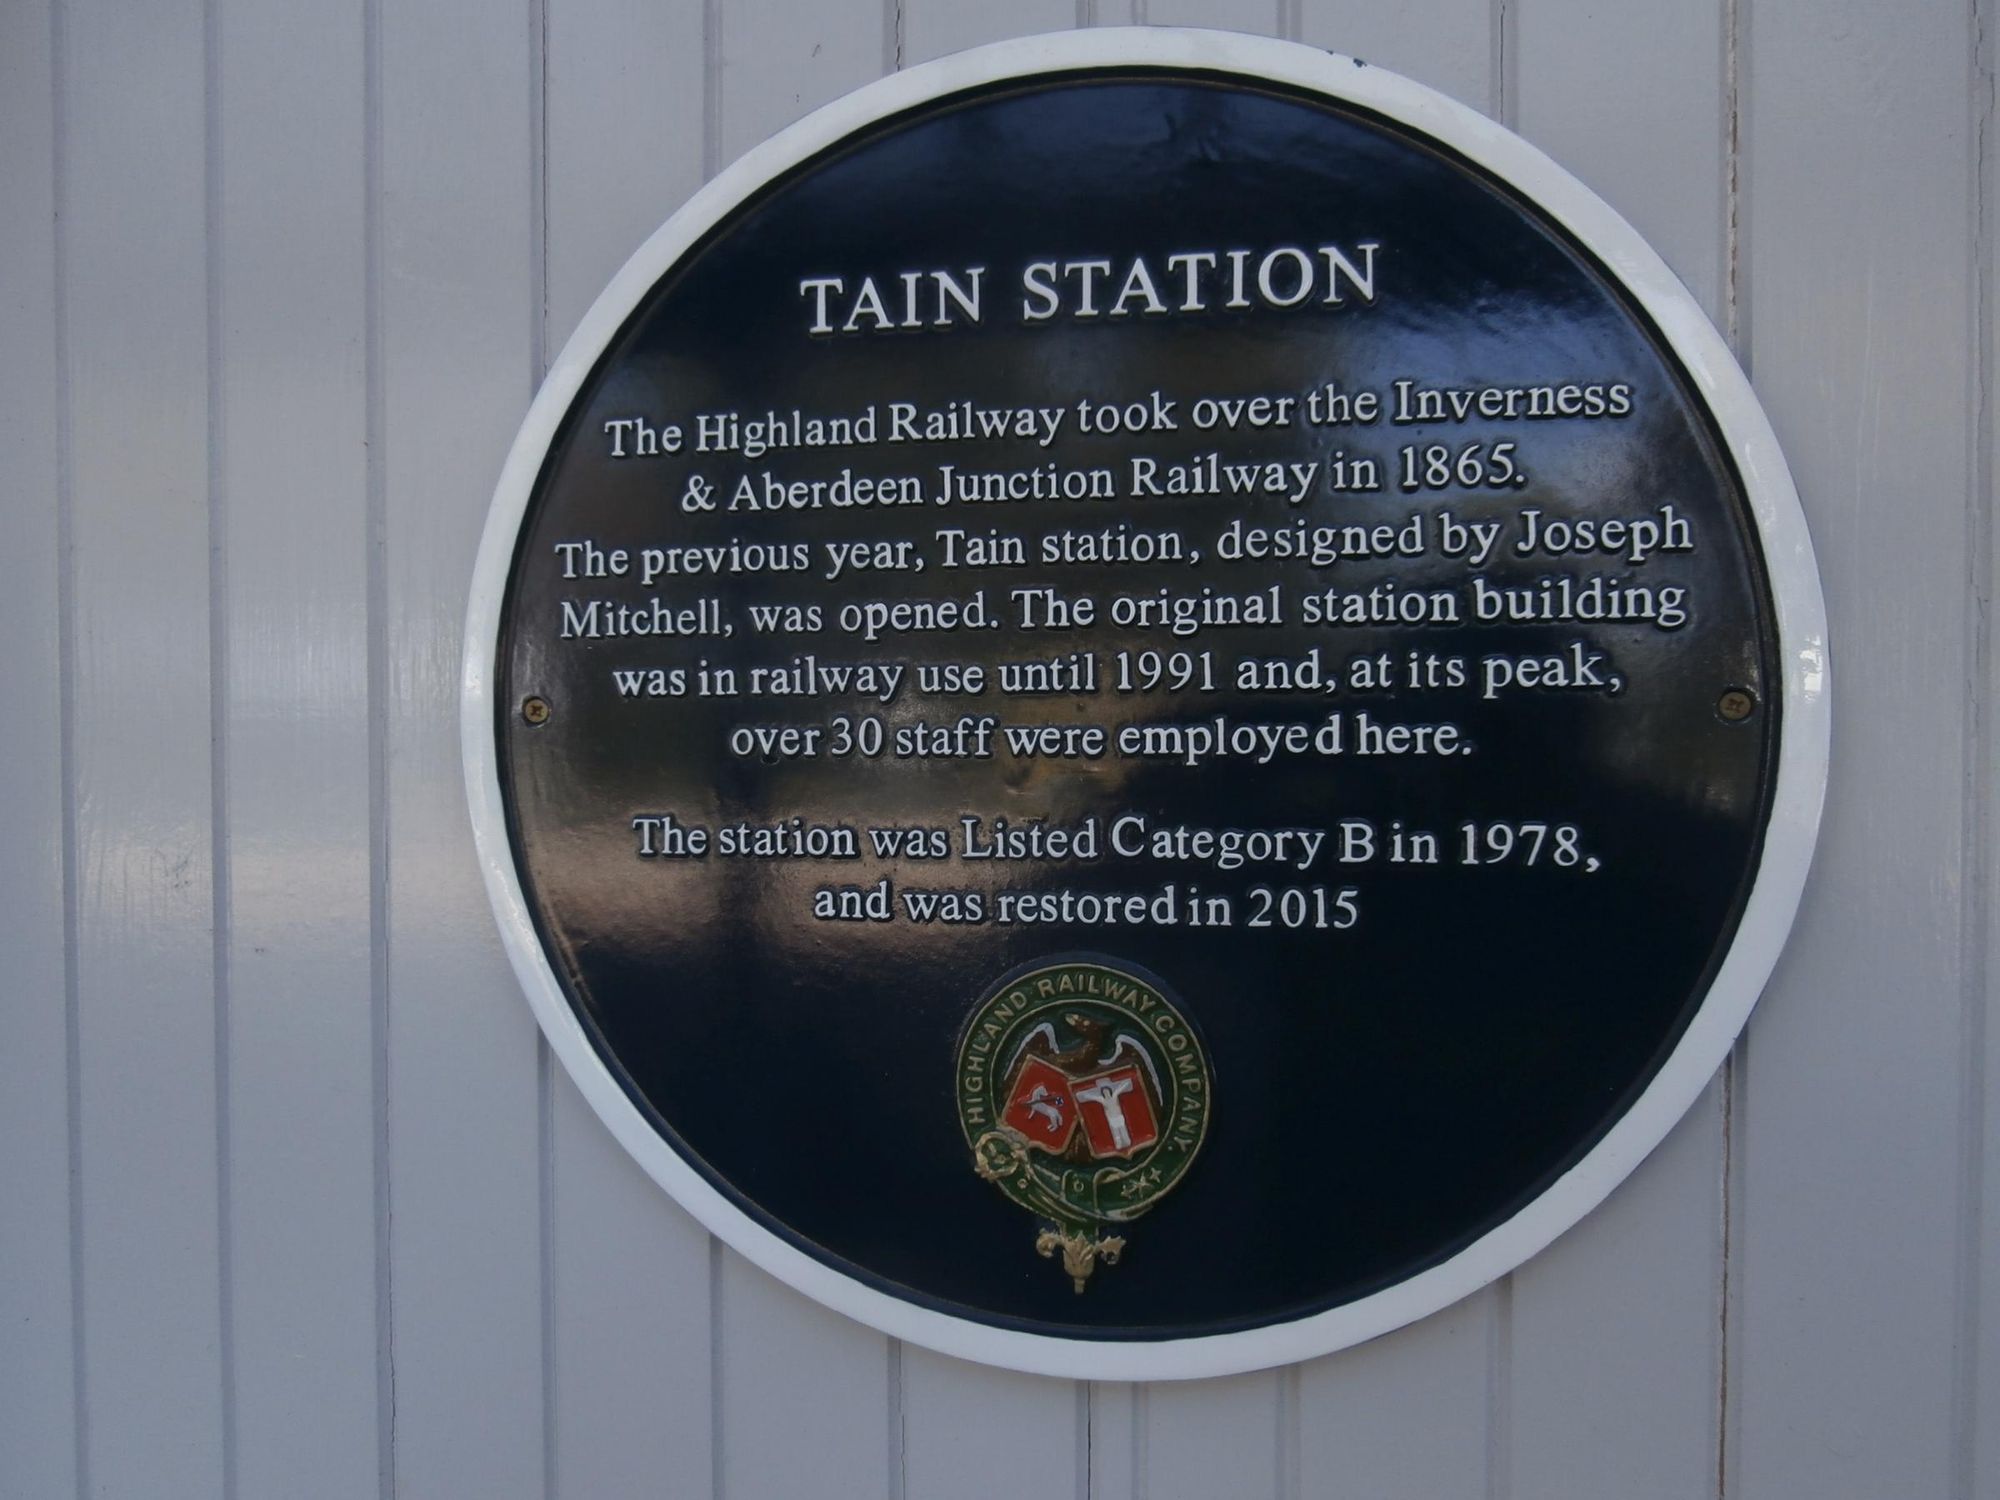 TAIN STATION
The Highland Railway took over the Inverness
& Aberdeen Junction Railway in 1865.
The previous year, Tain station, designed by Joseph
Mitchell, was opened. The original station building
was in railway use until 1991 and, at its peak,
over 30 staff were employed here.
The station was Listed Category B in 1978,
and was restored in 2015
HIGHLAND RAILWAY COMPANY.